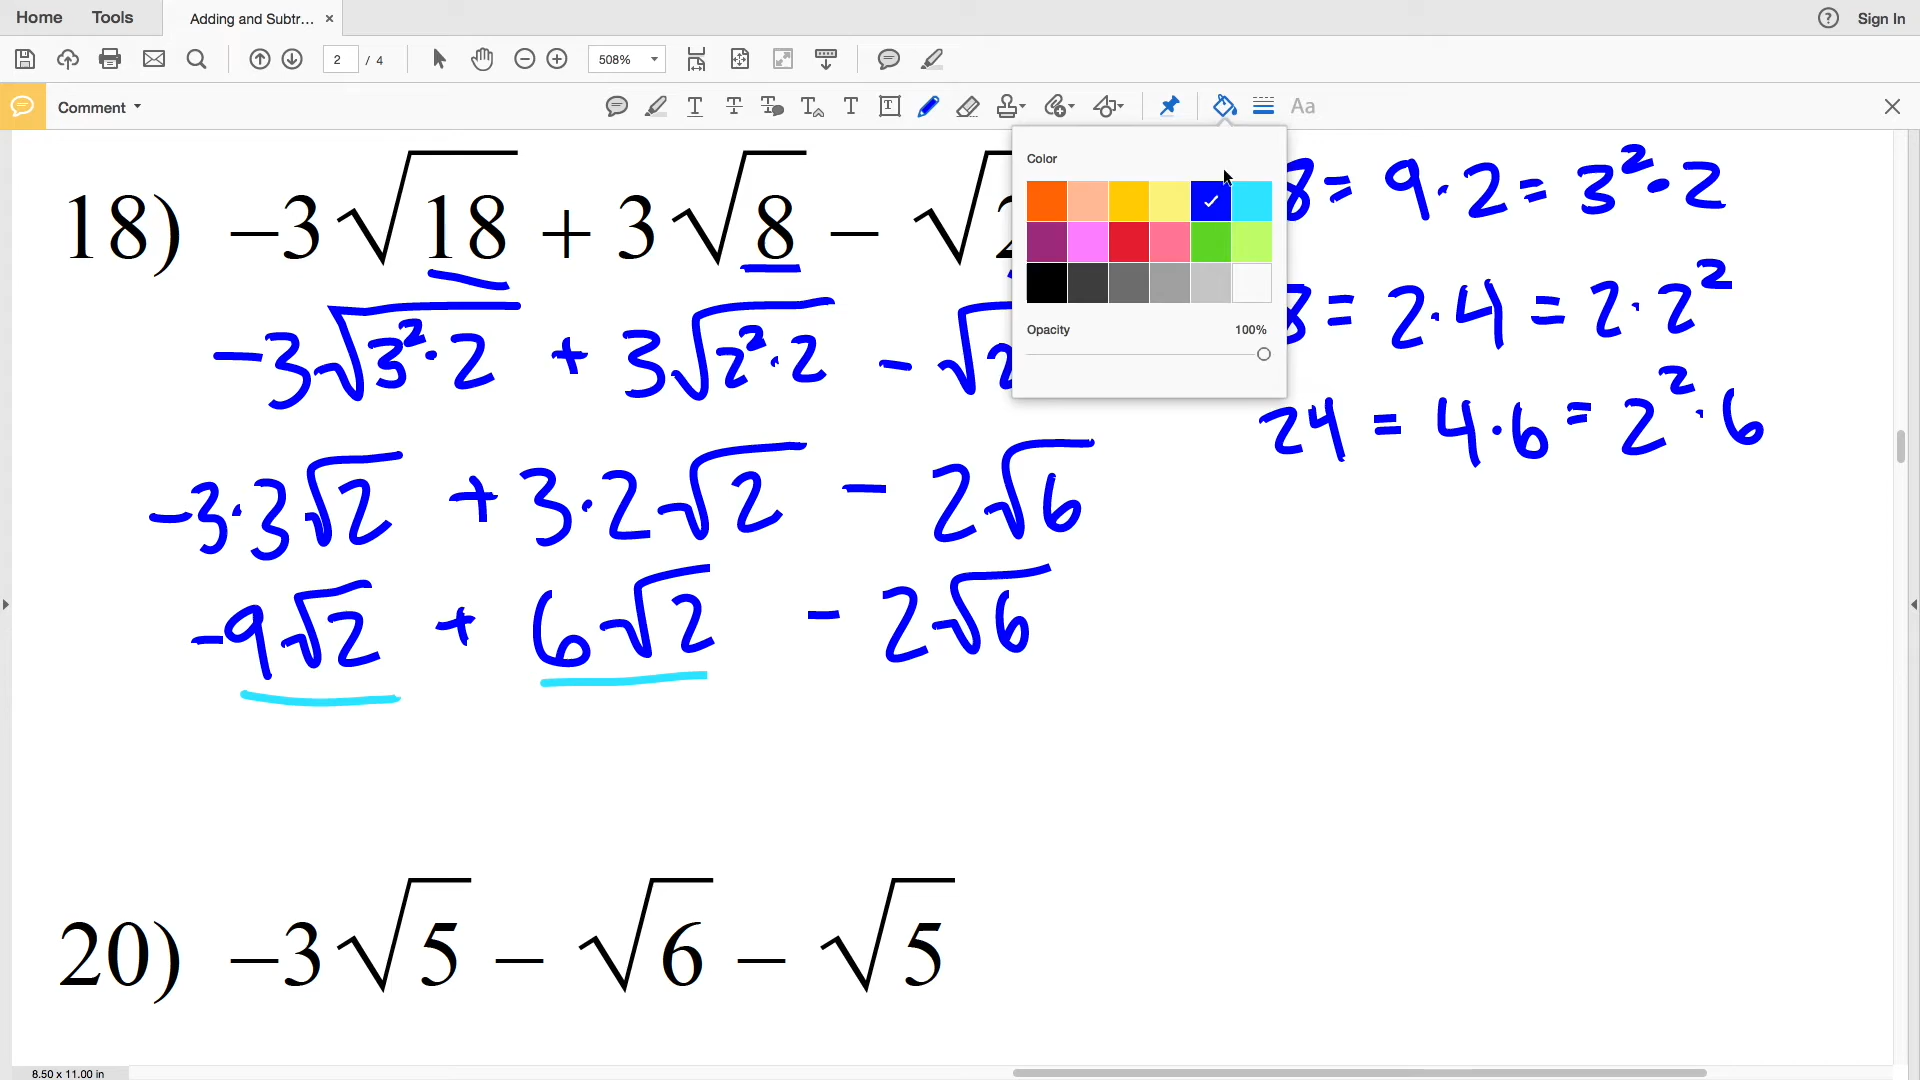 Home Tools Adding and Subtr... × ? Sign In
2 / 4 508%
Comment T T T T T T Aa
Color
Opacity 100%
18) −3√18 + 3√8 − √2
8 = 9·2 = 3²·2
-3√3²·2 + 3√2²·2 - √2
8 = 2·4 = 2·2²
24 = 4·6 = 2²·6
-3·3√2 + 3·2√2 - 2√6
-9√2 + 6√2 - 2√6
20) −3√5 − √6 − √5
8.50 x 11.00 in